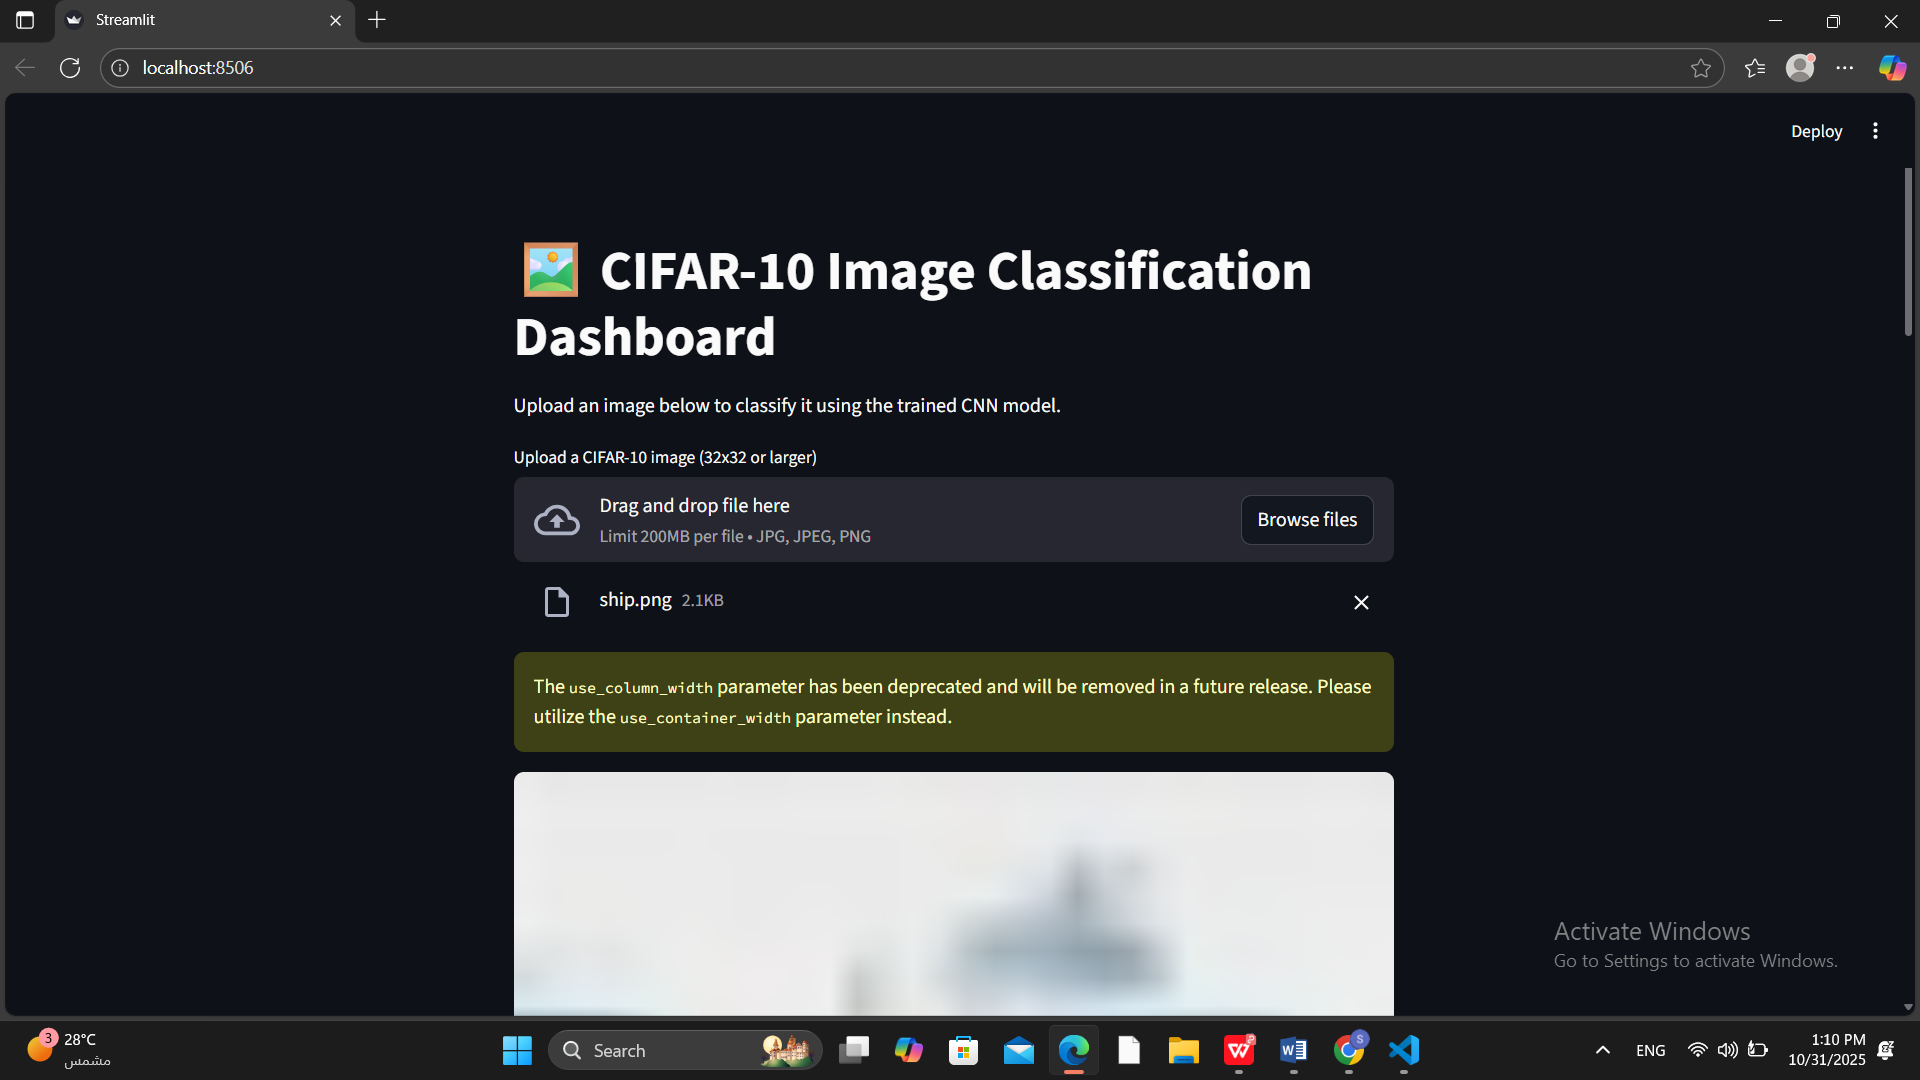 Streamlit
localhost:8506
Deploy
CIFAR-10 Image Classification
Dashboard
Upload an image below to classify it using the trained CNN model.
Upload a CIFAR-10 image (32x32 or larger)
Drag and drop file here
Limit 200MB per file • JPG, JPEG, PNG
Browse files
ship.png 2.1KB
The use_column_width parameter has been deprecated and will be removed in a future release. Please
utilize the use_container_width parameter instead.
Activate Windows
Go to Settings to activate Windows.
3
28°C
مشمس
Search
S
ENG
1:10 PM
10/31/2025